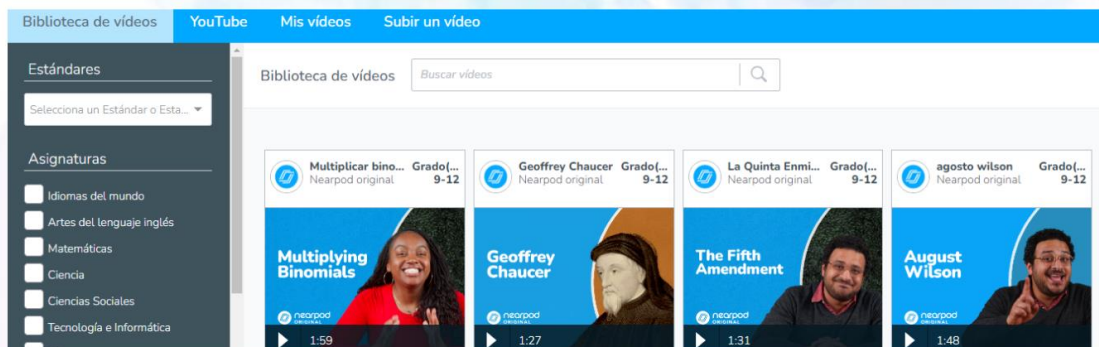 Biblioteca de vídeos YouTube Mis vídeos Subir un vídeo
Estándares
Selecciona un Estándar o Esta...
Asignaturas
Idiomas del mundo
Artes del lenguaje inglés
Matemáticas
Ciencia
Ciencias Sociales
Tecnología e Informática
Biblioteca de vídeos Buscar vídeos
Multiplicar bino... Grado(...
Nearpod original 9-12
Multiplying
Binomials
nearpod
ORIGINAL
1:59
Geoffrey Chaucer Grado(...
Nearpod original 9-12
Geoffrey
Chaucer
nearpod
ORIGINAL
1:27
La Quinta Enmi... Grado(...
Nearpod original 9-12
The Fifth
Amendment
nearpod
ORIGINAL
1:31
agosto wilson Grado(...
Nearpod original 9-12
August
Wilson
nearpod
ORIGINAL
1:48